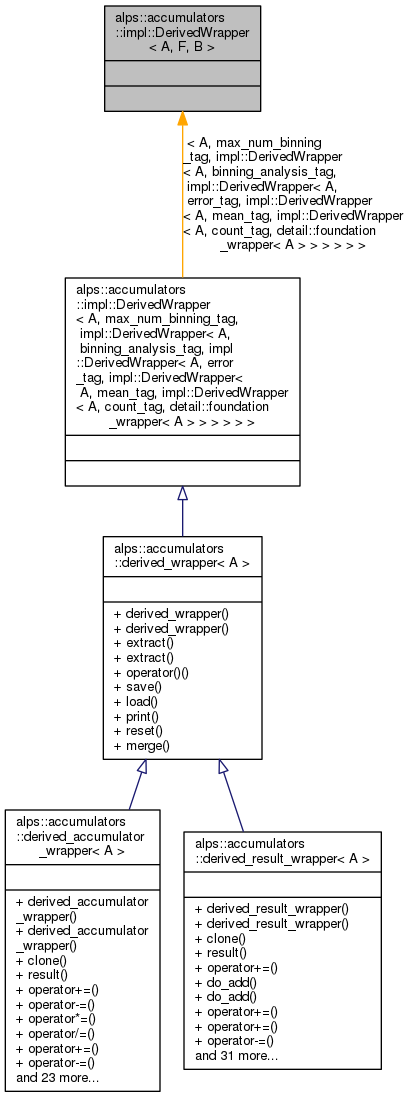 alps::accumulators
::impl::DerivedWrapper
< A, F, B >
< A, max_num_binning
_tag, impl::DerivedWrapper
< A, binning_analysis_tag,
impl::DerivedWrapper< A,
error_tag, impl::DerivedWrapper
< A, mean_tag, impl::DerivedWrapper
< A, count_tag, detail::foundation
_wrapper< A > > > > > >
alps::accumulators
::impl::DerivedWrapper
< A, max_num_binning_tag,
impl::DerivedWrapper< A,
binning_analysis_tag, impl
::DerivedWrapper< A, error
_tag, impl::DerivedWrapper<
A, mean_tag, impl::DerivedWrapper
< A, count_tag, detail::foundation
_wrapper< A > > > > > >
alps::accumulators
::derived_wrapper< A >
+ derived_wrapper()
+ derived_wrapper()
+ extract()
+ extract()
+ operator()()
+ save()
+ load()
+ print()
+ reset()
+ merge()
alps::accumulators
::derived_accumulator
_wrapper< A >
+ derived_accumulator
_wrapper()
+ derived_accumulator
_wrapper()
+ clone()
+ result()
+ operator+=()
+ operator-=()
+ operator*=()
+ operator/=()
+ operator+=()
+ operator-=()
and 23 more...
alps::accumulators
::derived_result_wrapper< A >
+ derived_result_wrapper()
+ derived_result_wrapper()
+ clone()
+ result()
+ operator+=()
+ do_add()
+ do_add()
+ operator+=()
+ operator+=()
+ operator-=()
and 31 more...